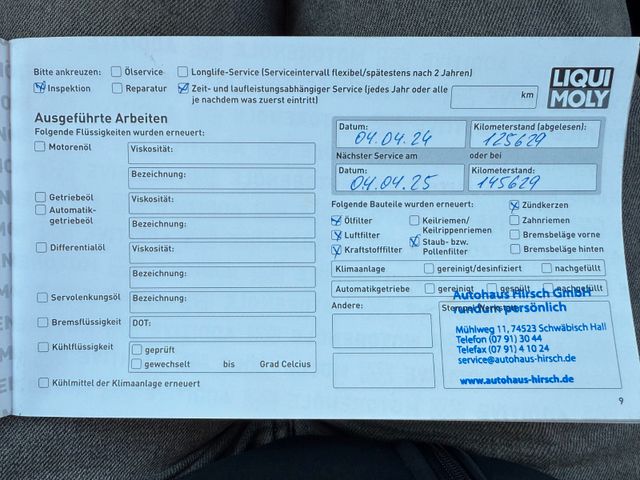 Bitte ankreuzen: Ölservice Longlife-Service (Serviceintervall flexibel/spätestens nach 2 Jahren)
Inspektion Reparatur Zeit- und laufleistungsabhängiger Service (jedes Jahr oder alle km
je nachdem was zuerst eintritt)
LIQUI
MOLY
Ausgeführte Arbeiten
Folgende Flüssigkeiten wurden erneuert:
Motorenöl Viskosität:
Bezeichnung:
Getriebeöl Viskosität:
Automatik-
getriebeöl Bezeichnung:
Differentialöl Viskosität:
Bezeichnung:
Servolenkungsöl Bezeichnung:
Bremsflüssigkeit DOT:
Kühlflüssigkeit geprüft
gewechselt bis Grad Celcius
Kühlmittel der Klimaanlage erneuert
Datum: 04.04.24 Kilometerstand (abgelesen): 125629
Nächster Service am oder bei
Datum: 04.04.25 Kilometerstand: 145629
Folgende Bauteile wurden erneuert: Zündkerzen
Ölfilter Keilriemen/ Zahnriemen
Keilrippenriemen
Luftfilter Staub- bzw. Bremsbeläge vorne
Kraftstofffilter Pollenfilter Bremsbeläge hinten
Klimaanlage gereinigt/desinfiziert nachgefüllt
Automatikgetriebe gereinigt gespült nachgefüllt
Andere:
Autohaus Hirsch GmbH
rundum persönlich
Mühlweg 11, 74523 Schwäbisch Hall
Telefon (07 91) 30 44
Telefax (07 91) 4 10 24
service@autohaus-hirsch.de
www.autohaus-hirsch.de
9